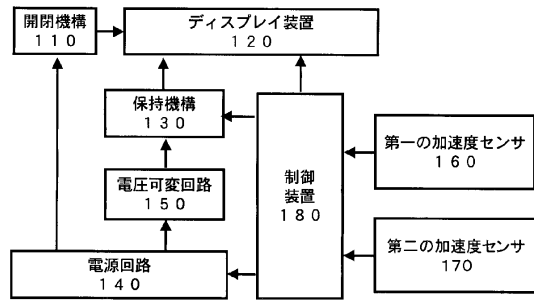 開閉機構
１１０
ディスプレイ装置
１２０
保持機構
１３０
電圧可変回路
１５０
電源回路
１４０
制御
装置
１８０
第一の加速度センサ
１６０
第二の加速度センサ
170